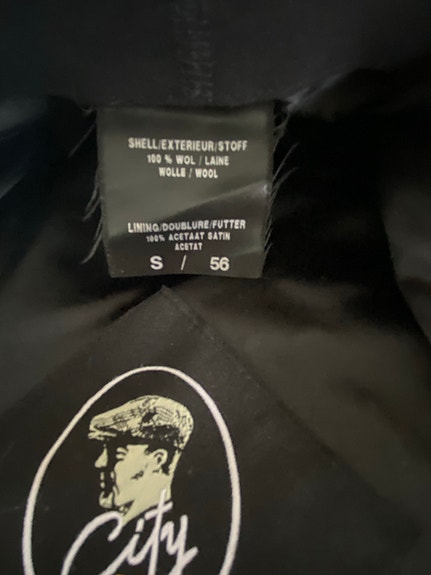 SHELL/EXTERIEUR/STOFF
100 % WOL / LAINE
WOLLE / WOOL
LINING/DOUBLURE/FUTTER
100% ACETAAT SATIN
ACETAT
S / 56
City